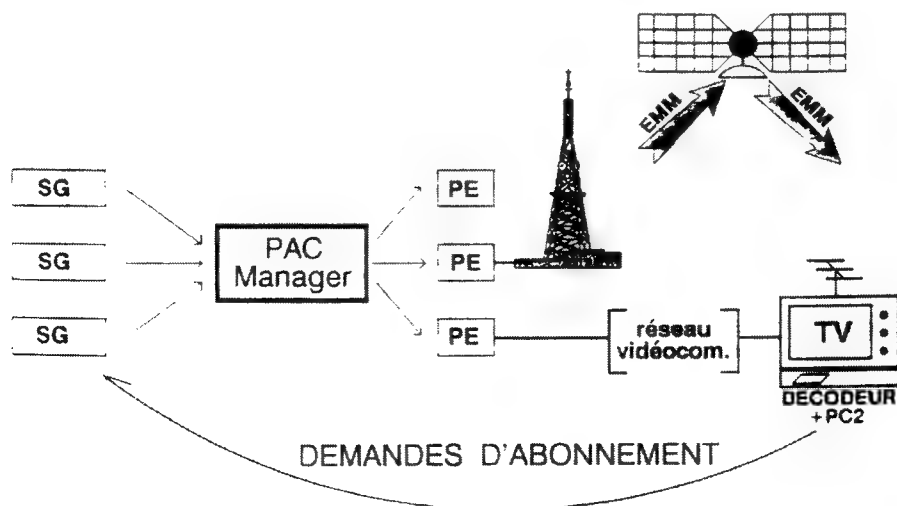 EMM
EMM
SG
PE
SG
PAC
Manager
PE
SG
PE
réseau
vidéocom.
TV
DECODEUR
+PC2
DEMANDES D'ABONNEMENT